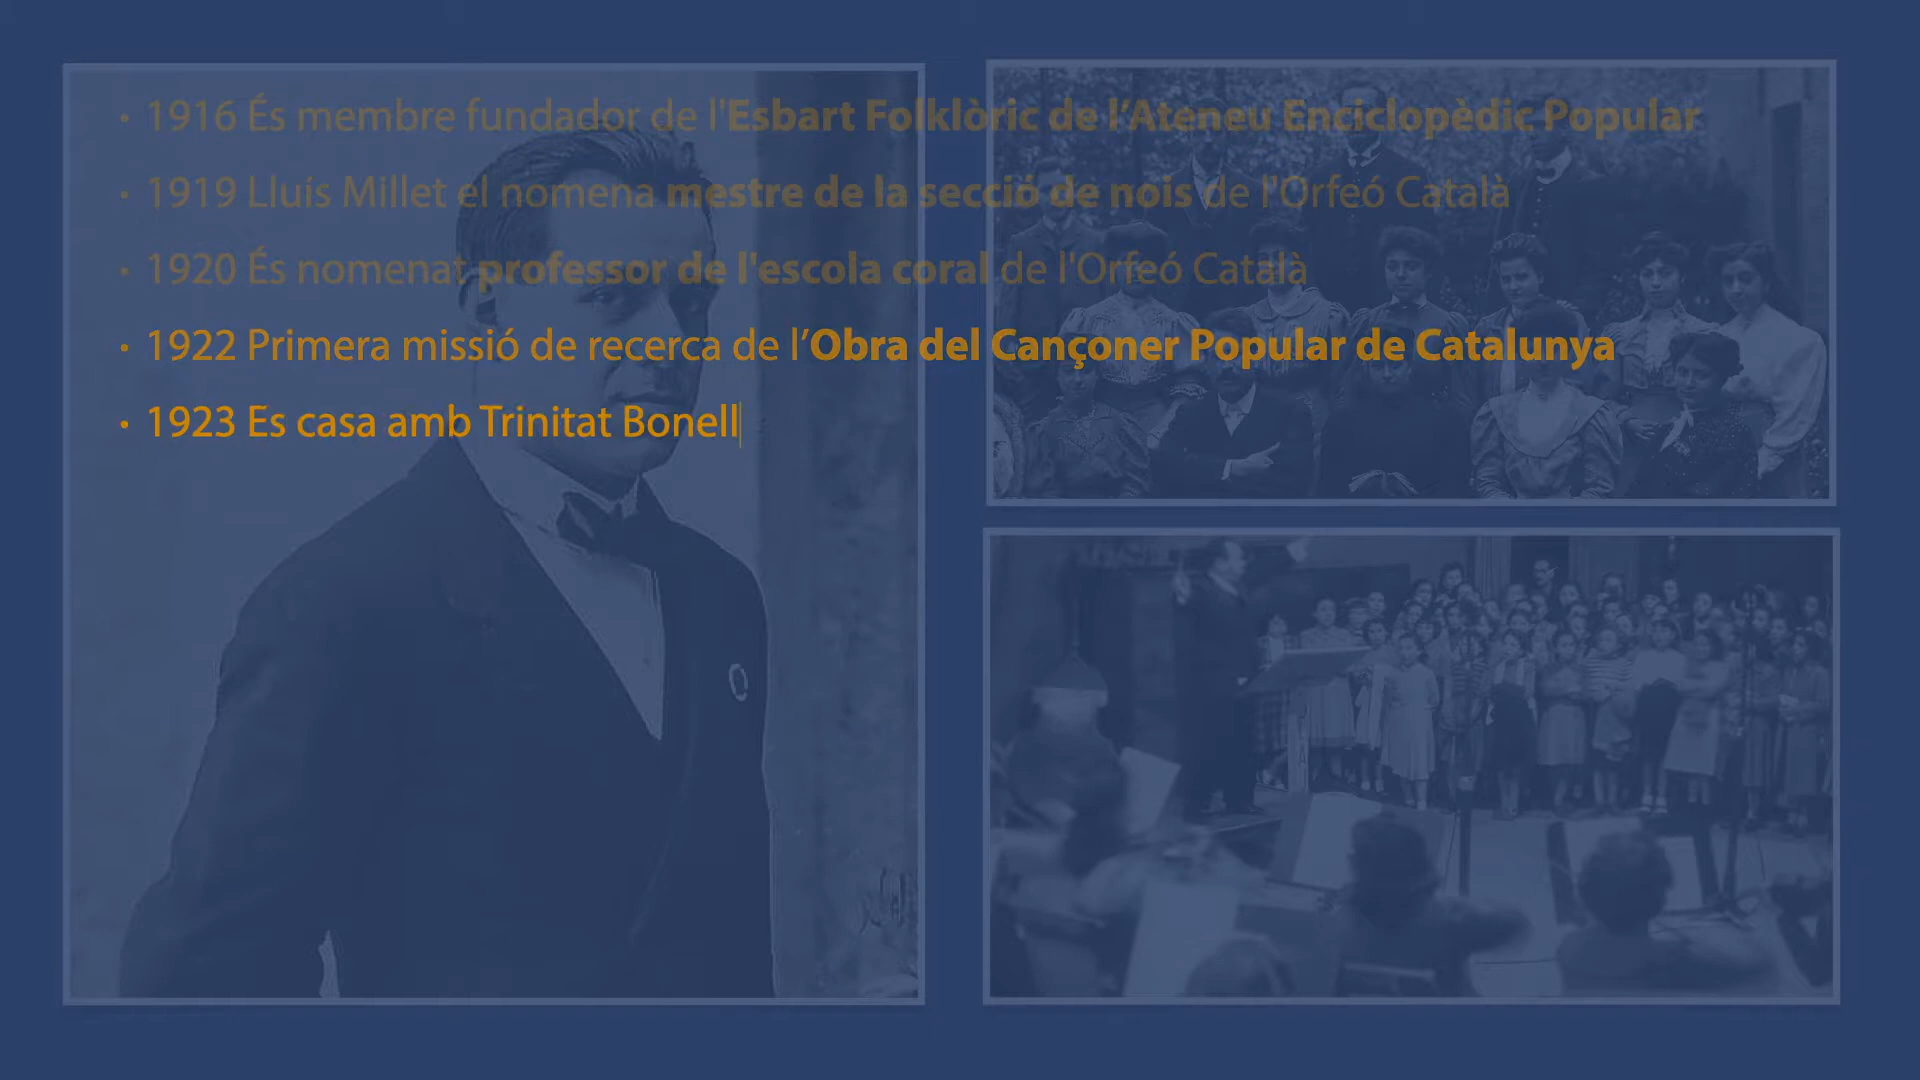 • 1916 És membre fundador de l'Esbart Folklòric de l’Ateneu Enciclopèdic Popular
• 1919 Lluís Millet el nomena mestre de la secció de nois de l'Orfeó Català
• 1920 És nomenat professor de l'escola coral de l'Orfeó Català
• 1922 Primera missió de recerca de l’Obra del Cançoner Popular de Catalunya
• 1923 Es casa amb Trinitat Bonell